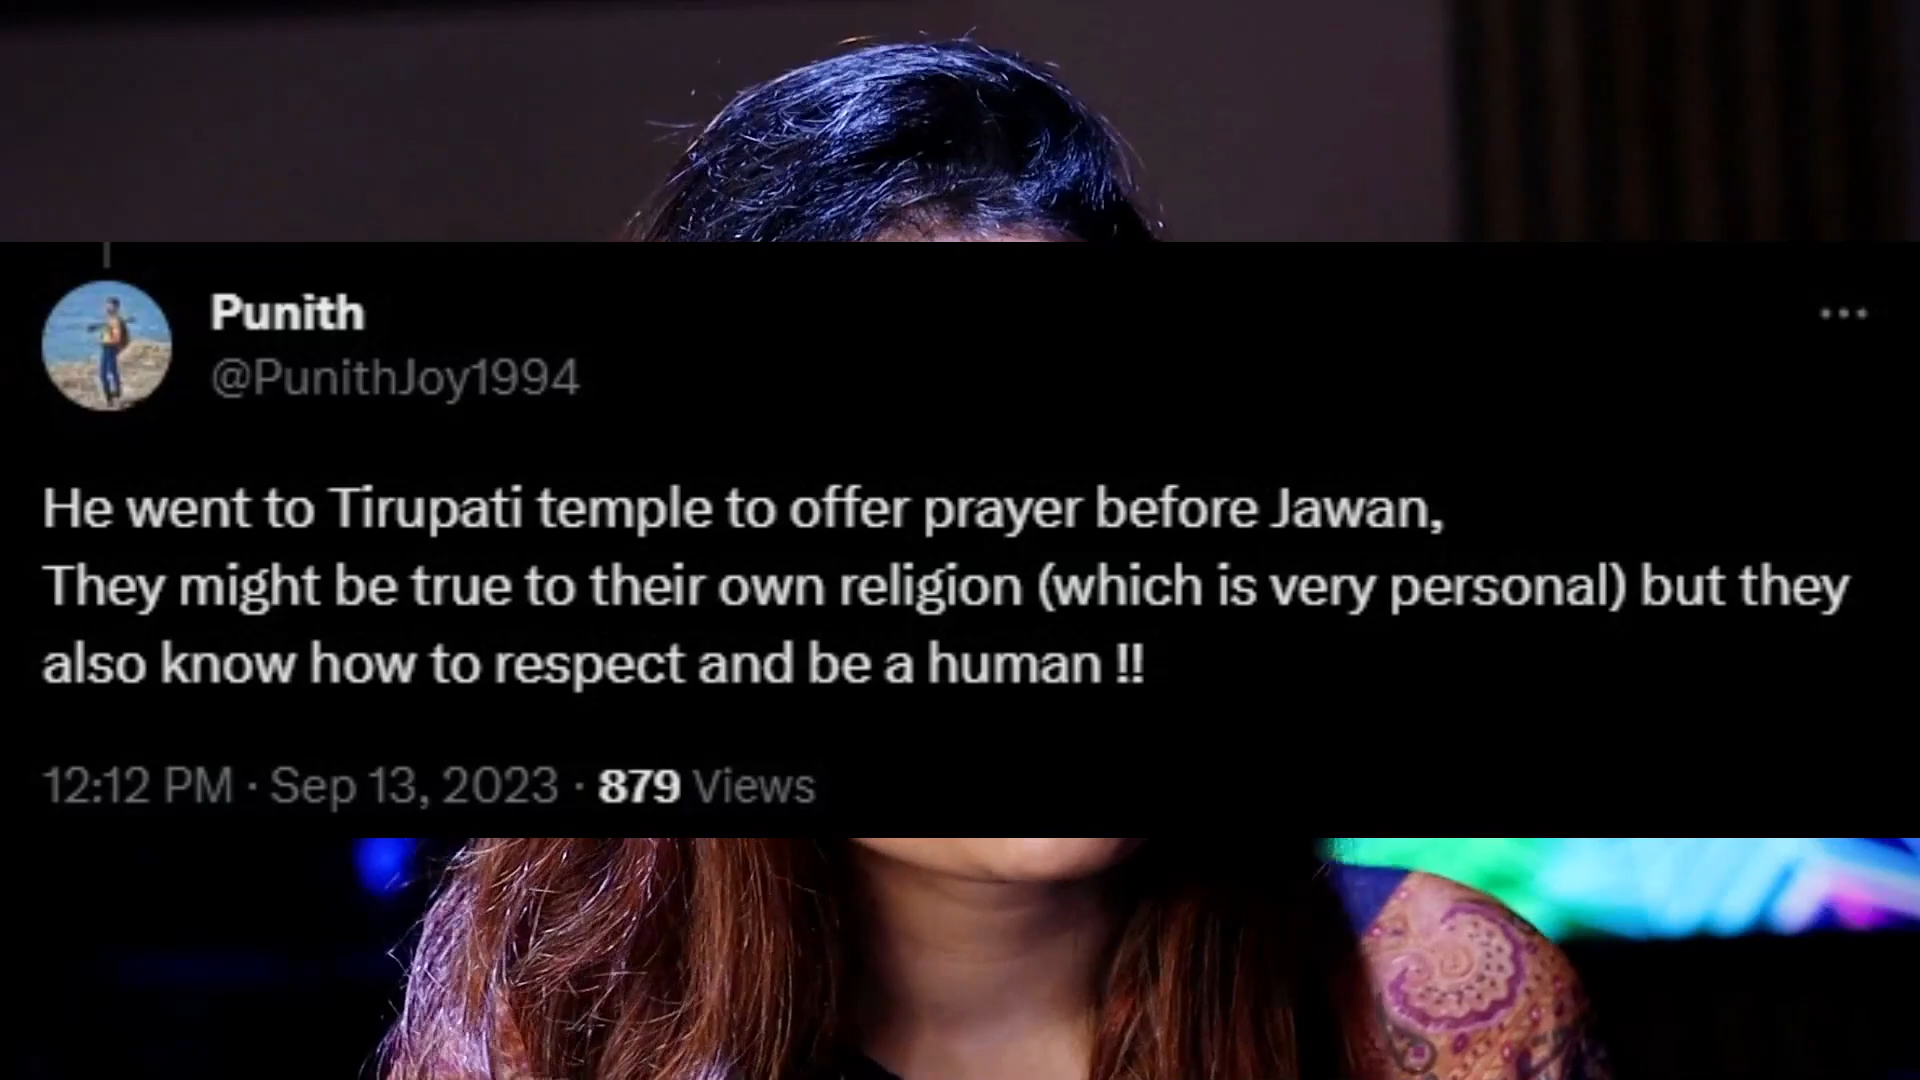 Punith
@PunithJoy1994
He went to Tirupati temple to offer prayer before Jawan,
They might be true to their own religion (which is very personal) but they
also know how to respect and be a human !!
12:12 PM · Sep 13, 2023 · 879 Views